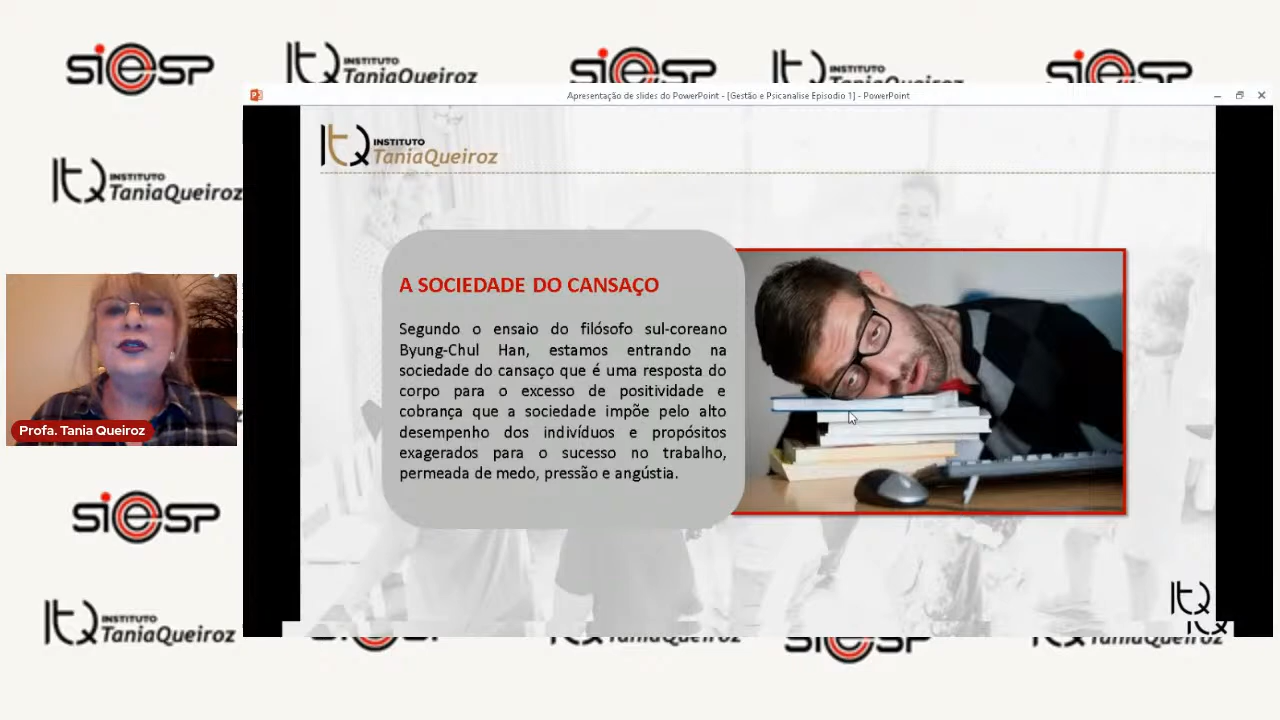 SIESP
INSTITUTO
TaniaQueiroz
SIESP
INSTITUTO
TaniaQueiroz
SIESP
Apresentação de slides do PowerPoint - [Gestão e Psicanalise Episodio 1] - PowerPoint
INSTITUTO
TaniaQueiroz
INSTITUTO
TaniaQueiroz
A SOCIEDADE DO CANSAÇO
Segundo o ensaio do filósofo sul-coreano
Byung-Chul Han, estamos entrando na
sociedade do cansaço que é uma resposta do
corpo para o excesso de positividade e
cobrança que a sociedade impõe pelo alto
desempenho dos indivíduos e propósitos
exagerados para o sucesso no trabalho,
permeada de medo, pressão e angústia.
Profa. Tania Queiroz
SIESP
INSTITUTO
TaniaQueiroz
TaniaQueiroz
SIESP
TaniaQueiroz